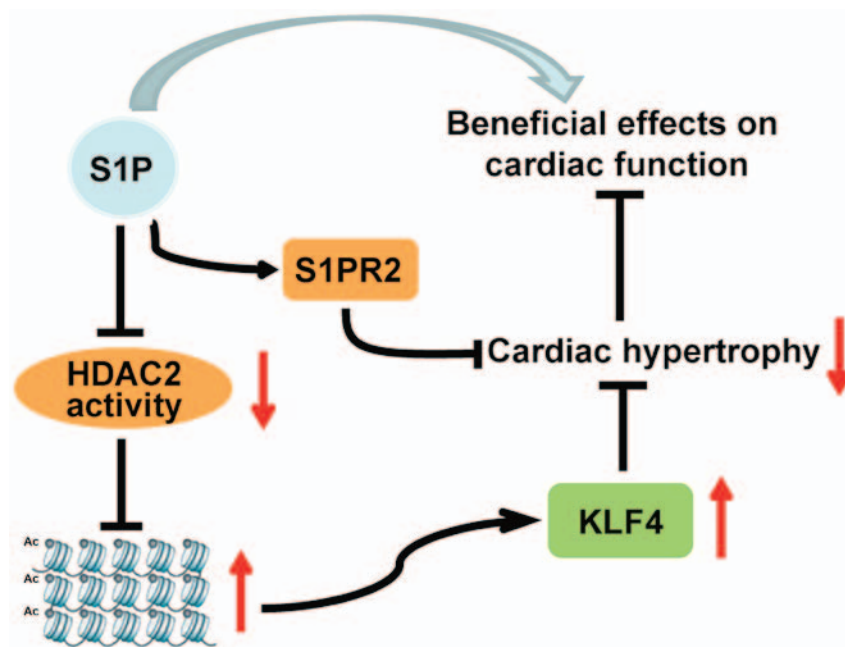 Beneficial effects on
cardiac function
S1P
S1PR2
Cardiac hypertrophy
HDAC2
activity
KLF4
Ac
Ac
Ac